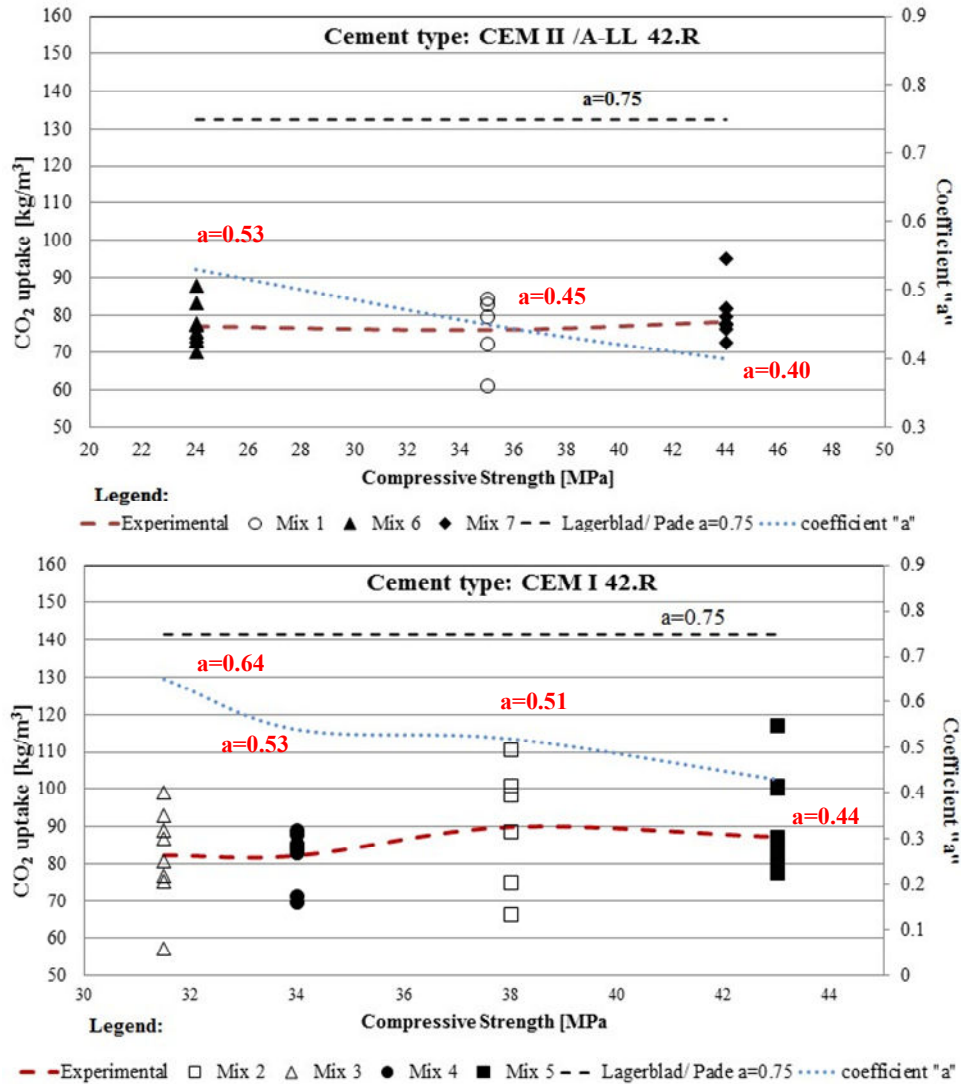 Cement type: CEM II /A-LL 42.R
CO₂ uptake [kg/m³]
160
150
140
130
120
110
100
90
80
70
60
50
0.9
0.8
0.7
0.6
0.5
0.4
0.3
Coefficient "a"
a=0.75
a=0.53
a=0.45
a=0.40
20 22 24 26 28 30 32 34 36 38 40 42 44 46 48 50
Compressive Strength [MPa]
Legend:
Experimental Mix 1 Mix 6 Mix 7 Lagerblad/ Pade a=0.75 coefficient "a"
Cement type: CEM I 42.R
CO₂ uptake [kg/m³]
160
150
140
130
120
110
100
90
80
70
60
50
0.9
0.8
0.7
0.6
0.5
0.4
0.3
0.2
0.1
0
Coefficient "a"
a=0.75
a=0.64
a=0.53
a=0.51
a=0.44
30 32 34 36 38 40 42 44
Compressive Strength [MPa
Legend:
Experimental Mix 2 Mix 3 Mix 4 Mix 5 Lagerblad/ Pade a=0.75 coefficient "a"